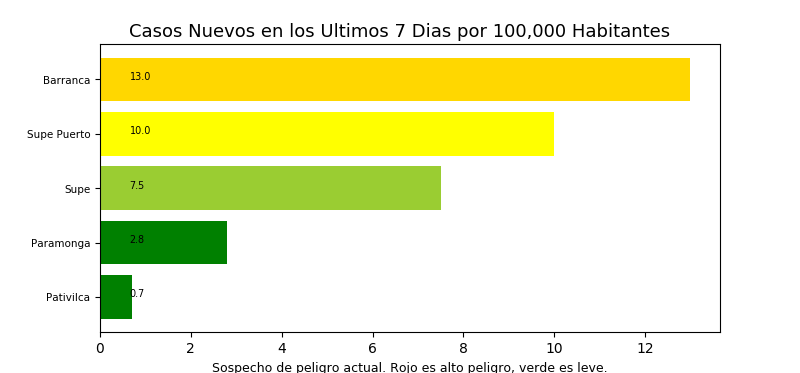 Casos Nuevos en los Ultimos 7 Dias por 100,000 Habitantes
Barranca 13.0
Supe Puerto 10.0
Supe 7.5
Paramonga 2.8
Pativilca 0.7
0 2 4 6 8 10 12
Sospecho de peligro actual. Rojo es alto peligro, verde es leve.